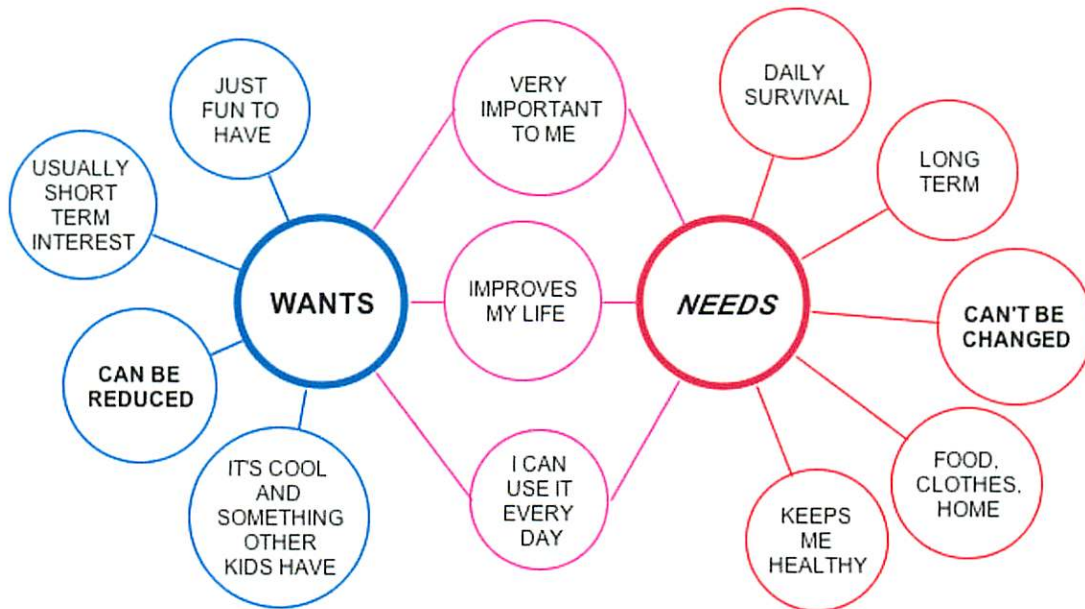 JUST
FUN TO
HAVE
USUALLY
SHORT
TERM
INTEREST
WANTS
CAN BE
REDUCED
IT'S COOL
AND
SOMETHING
OTHER
KIDS HAVE
VERY
IMPORTANT
TO ME
IMPROVES
MY LIFE
I CAN
USE IT
EVERY
DAY
NEEDS
DAILY
SURVIVAL
LONG
TERM
CAN'T BE
CHANGED
FOOD,
CLOTHES,
HOME
KEEPS
ME
HEALTHY